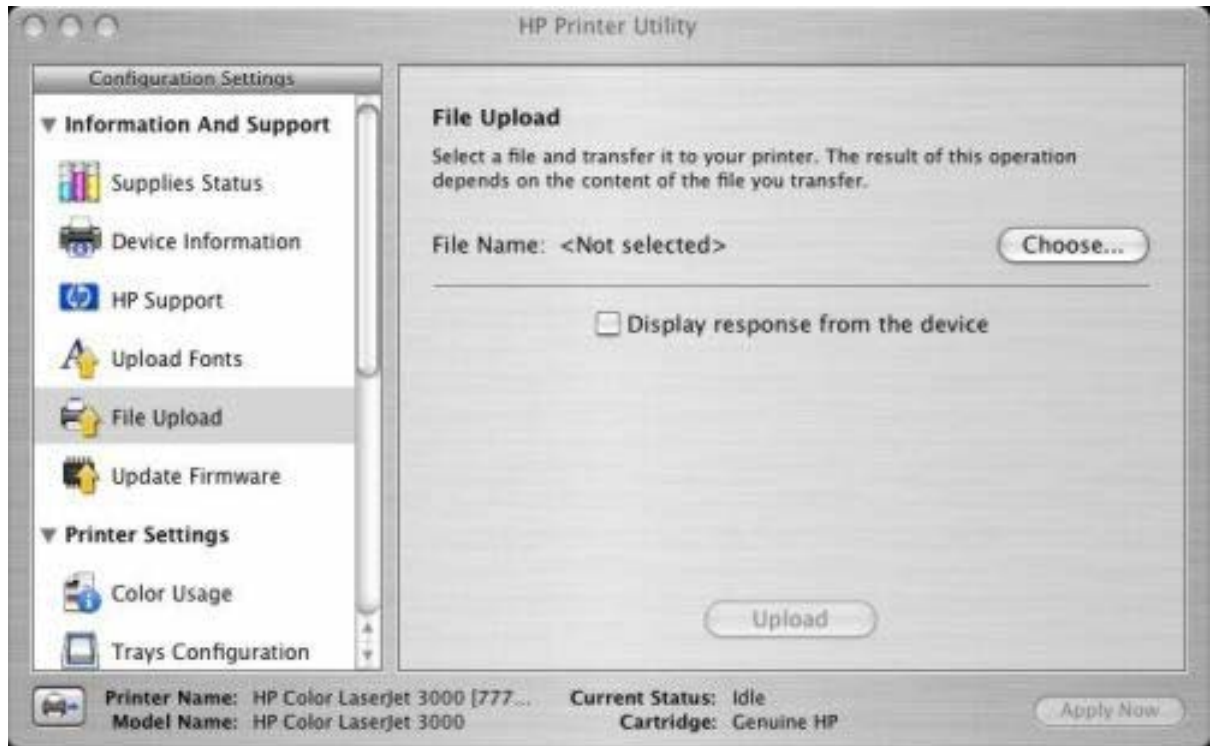 HP Printer Utility
Configuration Settings
Information And Support
Supplies Status
Device Information
HP Support
Upload Fonts
File Upload
Update Firmware
Printer Settings
Color Usage
Trays Configuration
File Upload
Select a file and transfer it to your printer. The result of this operation
depends on the content of the file you transfer.
File Name: <Not selected>
Choose...
Display response from the device
Upload
Printer Name: HP Color LaserJet 3000 [777...
Model Name: HP Color LaserJet 3000
Current Status: Idle
Cartridge: Genuine HP
Apply Now